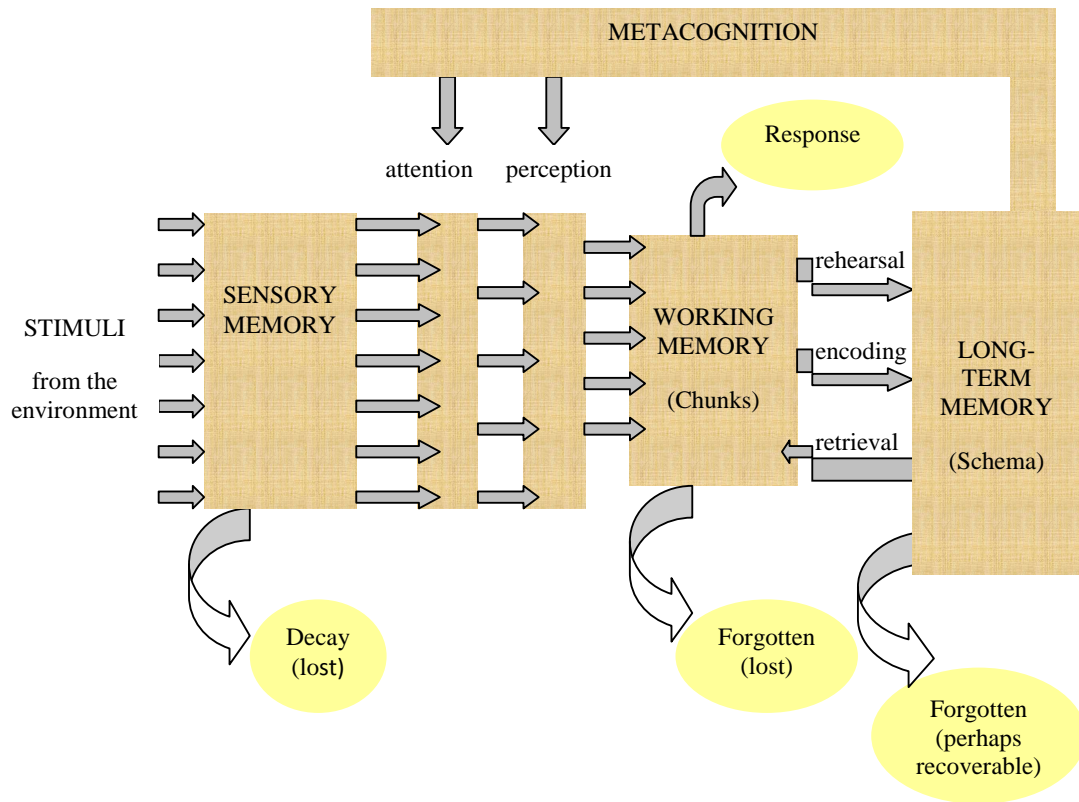 METACOGNITION
Response
attention
perception
STIMULI
from the
environment
SENSORY
MEMORY
WORKING
MEMORY
(Chunks)
rehearsal
encoding
retrieval
LONG-
TERM
MEMORY
(Schema)
Decay
(lost)
Forgotten
(lost)
Forgotten
(perhaps
recoverable)